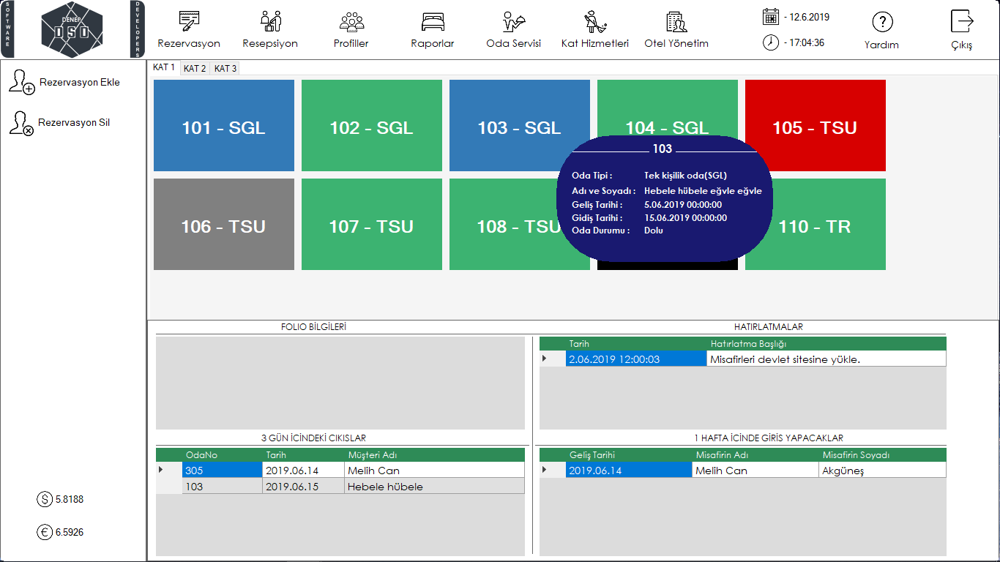 SOFTWARE
DENEP
OSO
DEVELOPERS
Rezervasyon
Resepsiyon
Profiller
Raporlar
Oda Servisi
Kat Hizmetleri
Otel Yönetim
- 12.6.2019
- 17:04:36
Yardım
Çıkış
Rezervasyon Ekle
Rezervasyon Sil
$ 5.8188
€ 6.5926
KAT 1 KAT 2 KAT 3
101 - SGL
102 - SGL
103 - SGL
104 - SGL
105 - TSU
106 - TSU
107 - TSU
108 - TSU
110 - TR
103
Oda Tipi : Tek kişilik oda(SGL)
Adı ve Soyadı : Hebele hübele eğvle eğvle
Geliş Tarihi : 5.06.2019 00:00:00
Gidiş Tarihi : 15.06.2019 00:00:00
Oda Durumu : Dolu
FOLIO BİLGİLERİ
HATIRLATMALAR
Tarih Hatırlatma Başlığı
2.06.2019 12:00:03 Misafirleri devlet sitesine yükle.
3 GÜN İCİNDEKİ CIKISLAR
OdaNo Tarih Müşteri Adı
305 2019.06.14 Melih Can
103 2019.06.15 Hebele hübele
1 HAFTA İCİNDE GİRİS YAPACAKLAR
Geliş Tarihi Misafirin Adı Misafirin Soyadı
2019.06.14 Melih Can Akgüneş